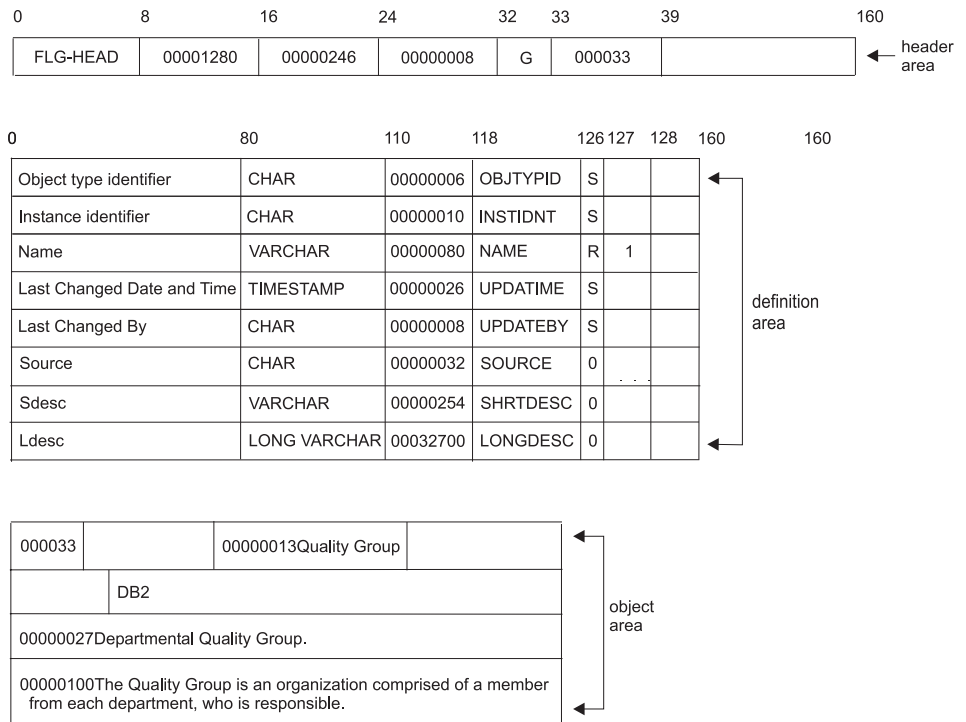 0 8 16 24 32 33 39 160
FLG-HEAD 00001280 00000246 00000008 G 000033
header
area
0 80 110 118 126 127 128 160 160
Object type identifier CHAR 00000006 OBJTYPID S
Instance identifier CHAR 00000010 INSTIDNT S
Name VARCHAR 00000080 NAME R 1
Last Changed Date and Time TIMESTAMP 00000026 UPDATIME S
Last Changed By CHAR 00000008 UPDATEBY S
Source CHAR 00000032 SOURCE 0
. . .
Sdesc VARCHAR 00000254 SHRTDESC 0
Ldesc LONG VARCHAR 00032700 LONGDESC 0
definition
area
000033 00000013Quality Group
DB2
00000027Departmental Quality Group.
00000100The Quality Group is an organization comprised of a member
from each department, who is responsible.
object
area